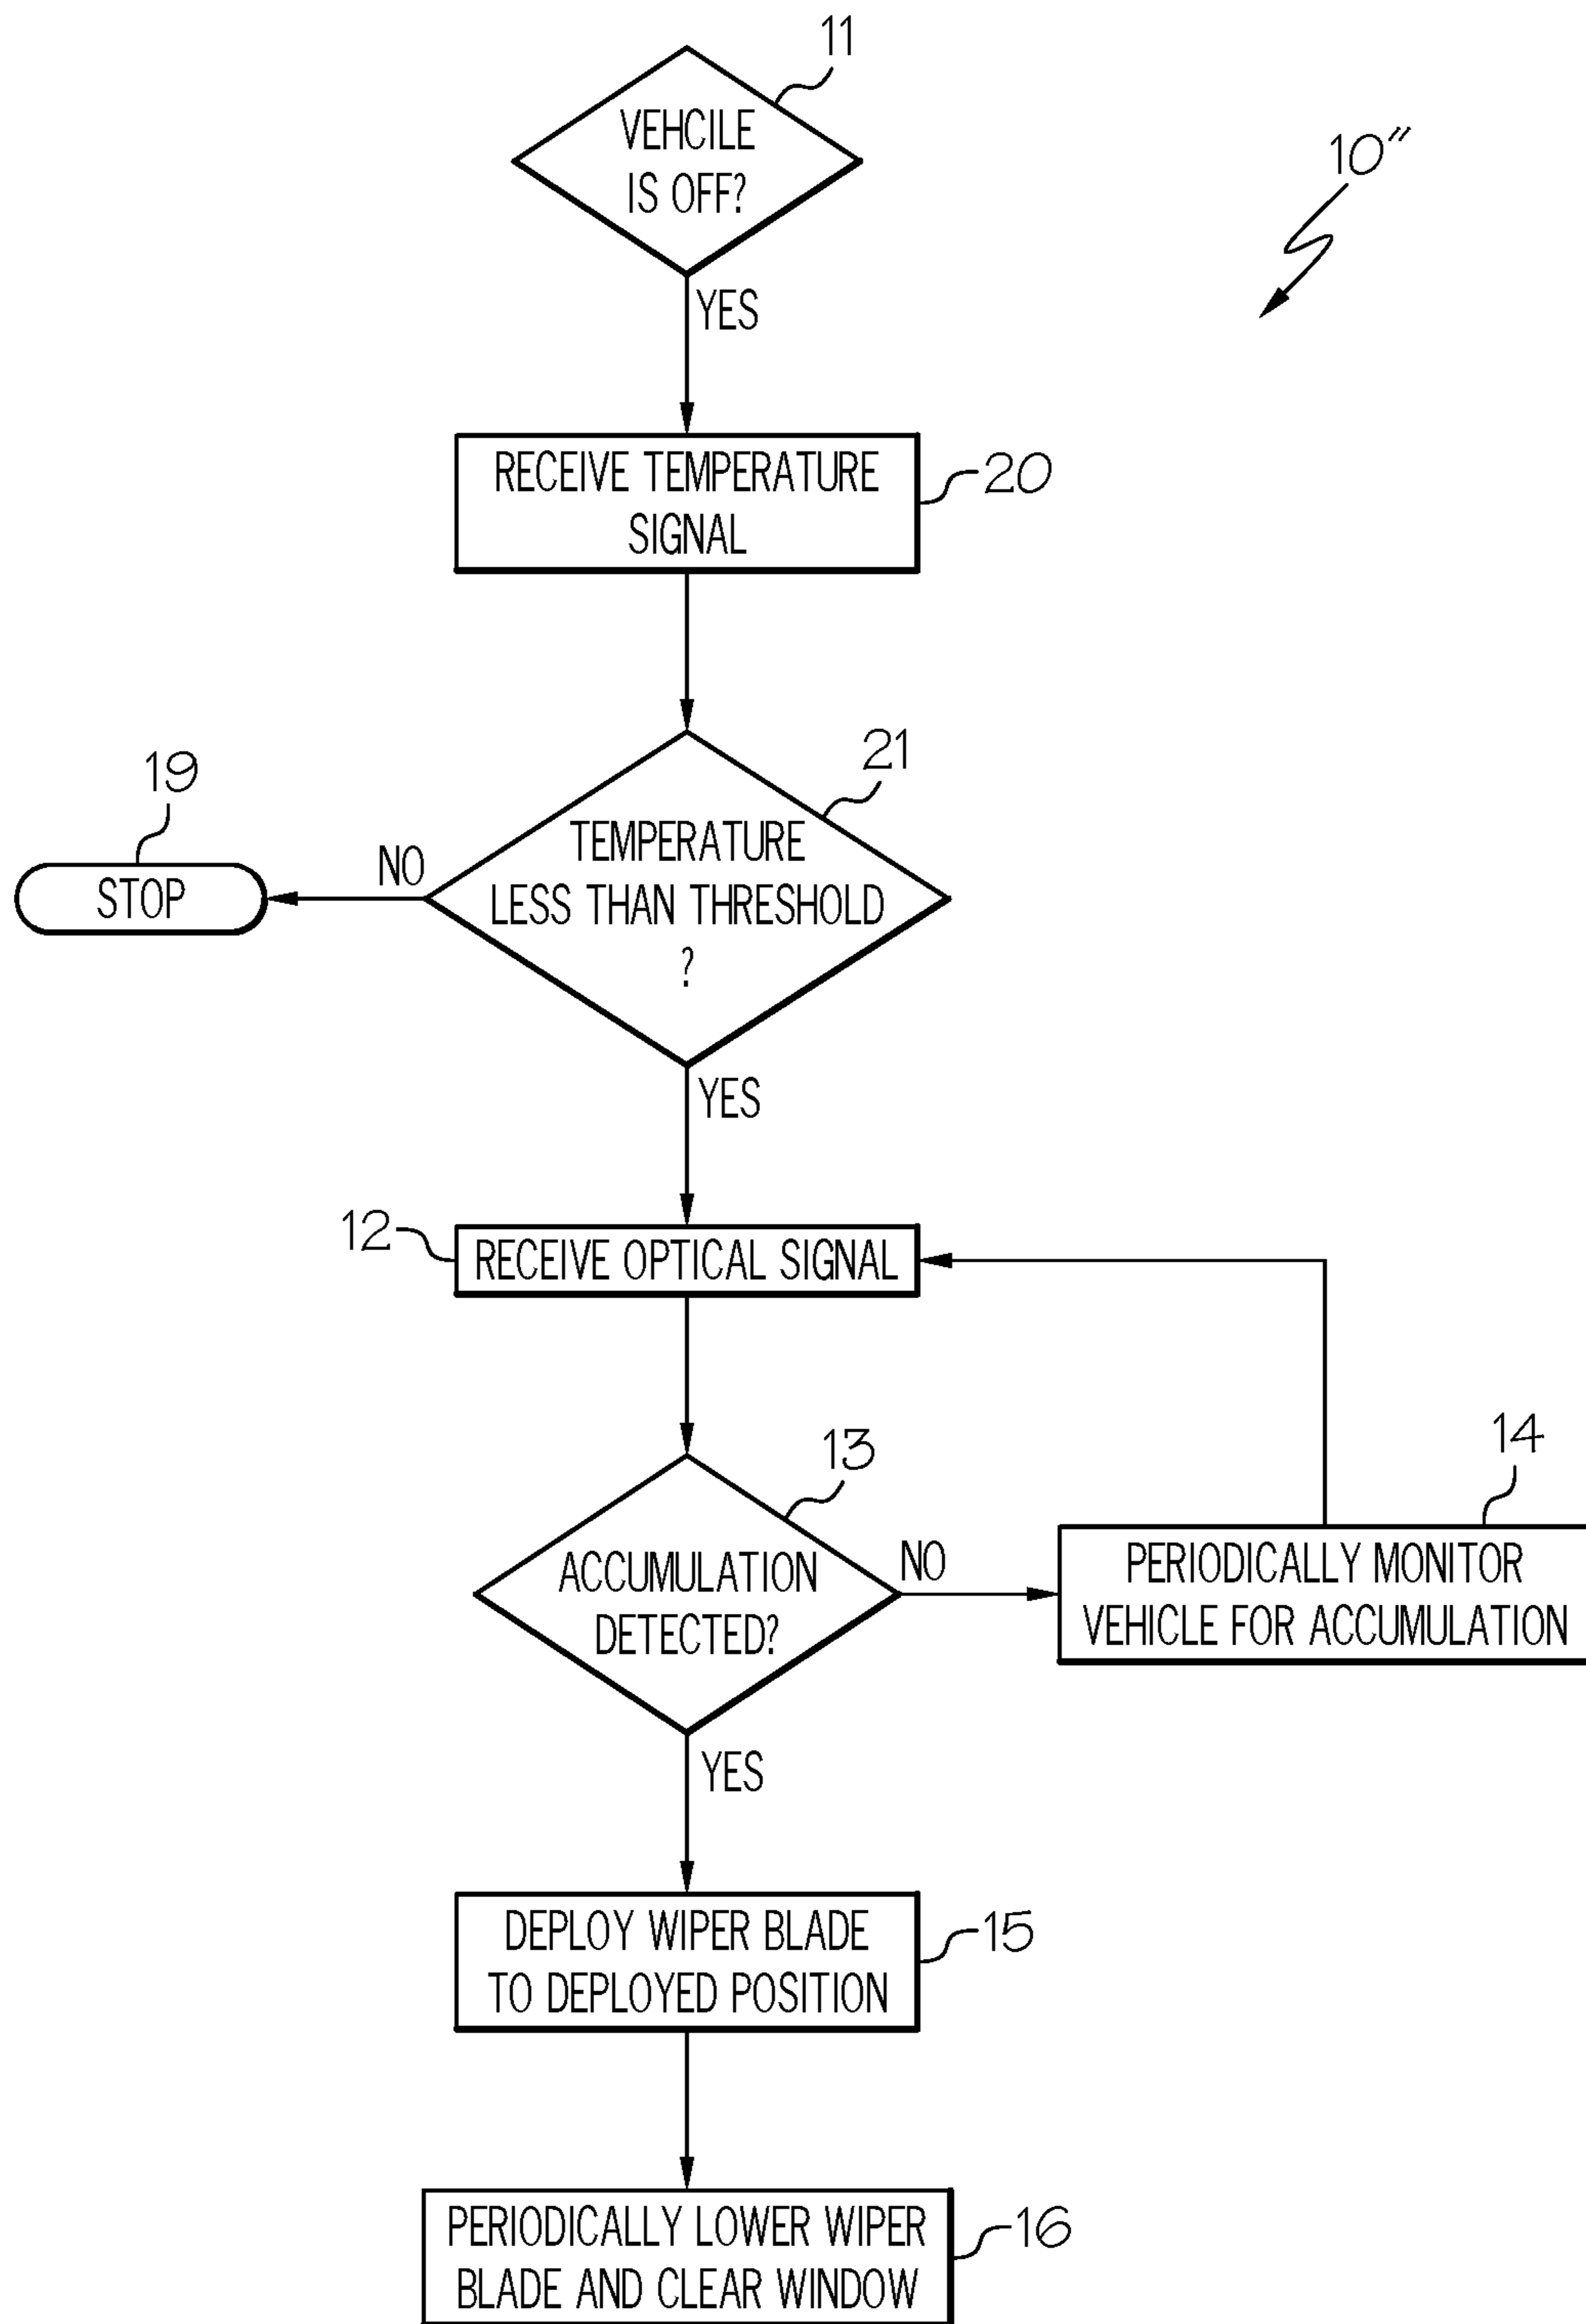 11
VEHCILE
IS OFF?
10"
YES
RECEIVE TEMPERATURE
SIGNAL
20
21
19
TEMPERATURE
LESS THAN THRESHOLD
?
NO
STOP
YES
12
RECEIVE OPTICAL SIGNAL
13
14
ACCUMULATION
DETECTED?
NO
PERIODICALLY MONITOR
VEHICLE FOR ACCUMULATION
YES
DEPLOY WIPER BLADE
TO DEPLOYED POSITION
15
PERIODICALLY LOWER WIPER
BLADE AND CLEAR WINDOW
16